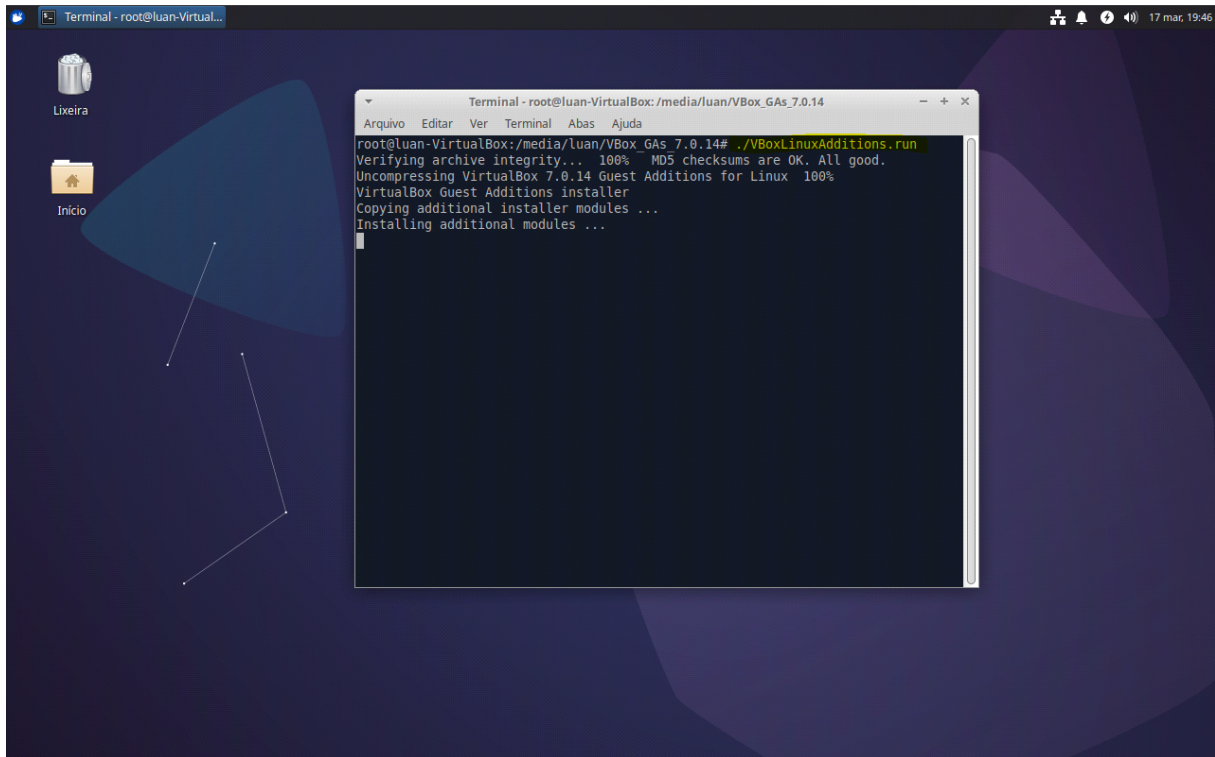 Terminal - root@luan-Virtual...
17 mar, 19:46
Lixeira
Início
Terminal - root@luan-VirtualBox: /media/luan/VBox_GAs_7.0.14
Arquivo Editar Ver Terminal Abas Ajuda
root@luan-VirtualBox:/media/luan/VBox_GAs_7.0.14# ./VBoxLinuxAdditions.run
Verifying archive integrity...  100%   MD5 checksums are OK. All good.
Uncompressing VirtualBox 7.0.14 Guest Additions for Linux  100%
VirtualBox Guest Additions installer
Copying additional installer modules ...
Installing additional modules ...